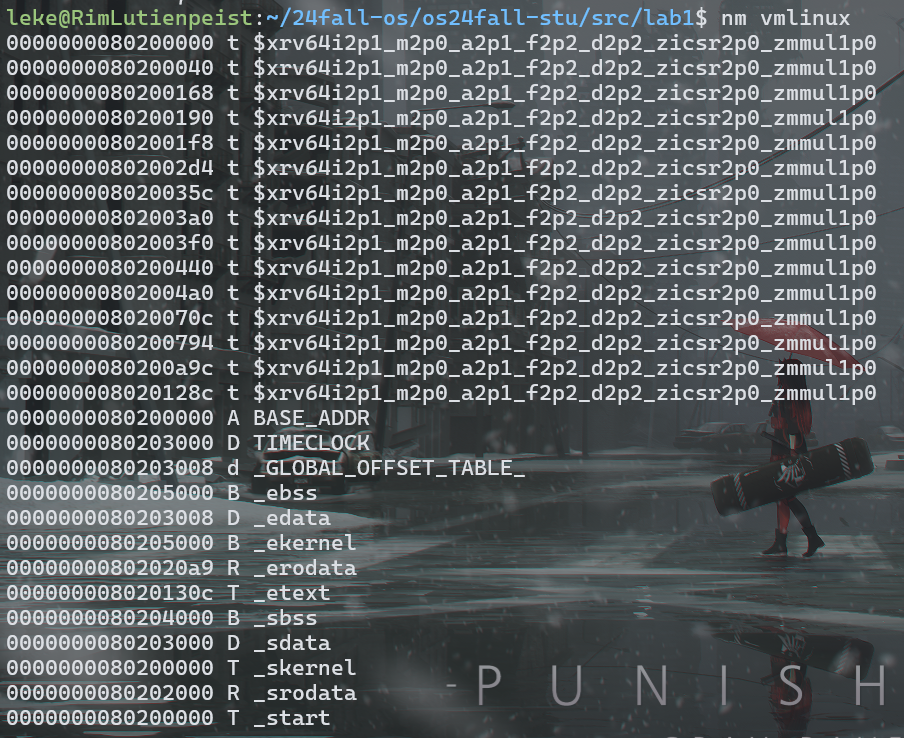 leke@RimLutienpeist:~/24fall-os/os24fall-stu/src/lab1$ nm vmlinux
0000000080200000 t $xrv64i2p1_m2p0_a2p1_f2p2_d2p2_zicsr2p0_zmmul1p0
0000000080200040 t $xrv64i2p1_m2p0_a2p1_f2p2_d2p2_zicsr2p0_zmmul1p0
0000000080200168 t $xrv64i2p1_m2p0_a2p1_f2p2_d2p2_zicsr2p0_zmmul1p0
0000000080200190 t $xrv64i2p1_m2p0_a2p1_f2p2_d2p2_zicsr2p0_zmmul1p0
00000000802001f8 t $xrv64i2p1_m2p0_a2p1_f2p2_d2p2_zicsr2p0_zmmul1p0
00000000802002d4 t $xrv64i2p1_m2p0_a2p1_f2p2_d2p2_zicsr2p0_zmmul1p0
000000008020035c t $xrv64i2p1_m2p0_a2p1_f2p2_d2p2_zicsr2p0_zmmul1p0
00000000802003a0 t $xrv64i2p1_m2p0_a2p1_f2p2_d2p2_zicsr2p0_zmmul1p0
00000000802003f0 t $xrv64i2p1_m2p0_a2p1_f2p2_d2p2_zicsr2p0_zmmul1p0
0000000080200440 t $xrv64i2p1_m2p0_a2p1_f2p2_d2p2_zicsr2p0_zmmul1p0
00000000802004a0 t $xrv64i2p1_m2p0_a2p1_f2p2_d2p2_zicsr2p0_zmmul1p0
000000008020070c t $xrv64i2p1_m2p0_a2p1_f2p2_d2p2_zicsr2p0_zmmul1p0
0000000080200794 t $xrv64i2p1_m2p0_a2p1_f2p2_d2p2_zicsr2p0_zmmul1p0
0000000080200a9c t $xrv64i2p1_m2p0_a2p1_f2p2_d2p2_zicsr2p0_zmmul1p0
000000008020128c t $xrv64i2p1_m2p0_a2p1_f2p2_d2p2_zicsr2p0_zmmul1p0
0000000080200000 A BASE_ADDR
0000000080203000 D TIMECLOCK
0000000080203008 d _GLOBAL_OFFSET_TABLE_
0000000080205000 B _ebss
0000000080203008 D _edata
0000000080205000 B _ekernel
00000000802020a9 R _erodata
000000008020130c T _etext
0000000080204000 B _sbss
0000000080203000 D _sdata
0000000080200000 T _skernel
0000000080202000 R _srodata
0000000080200000 T _start
-PUNISH